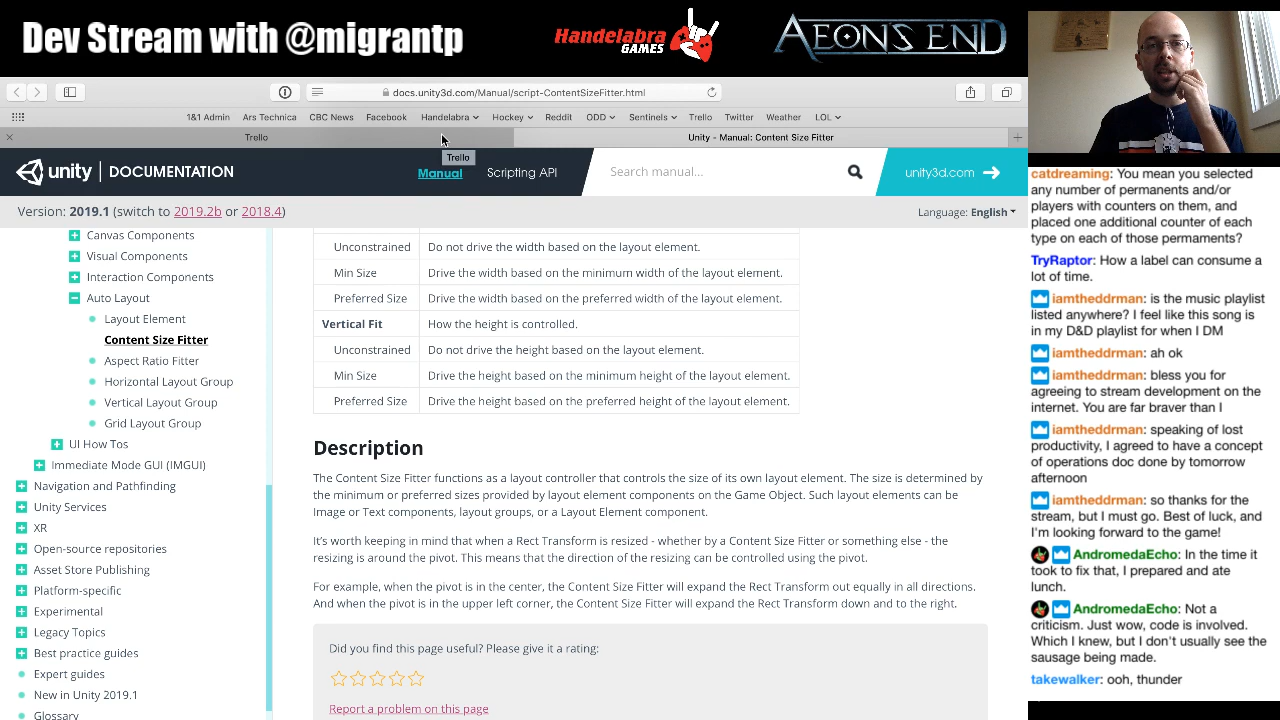 Dev Stream with @migrantp
Handelabra
GAMES
AEON'S END
docs.unity3d.com/Manual/script-ContentSizeFitter.html
1&1 Admin Ars Technica CBC News Facebook Handelabra Hockey Reddit ODD Sentinels Trello Editorial Twitter Weather LOL
Trello
Unity - Manual: Content Size Fitter
Trello
unity DOCUMENTATION
Manual Scripting API
Search manual...
unity3d.com
Version: 2019.1 (switch to 2019.2b or 2018.4)
Language: English
Canvas Components
Visual Components
Interaction Components
Auto Layout
Layout Element
Content Size Fitter
Aspect Ratio Fitter
Horizontal Layout Group
Vertical Layout Group
Grid Layout Group
UI How Tos
Immediate Mode GUI (IMGUI)
Navigation and Pathfinding
Unity Services
XR
Open-source repositories
Asset Store Publishing
Platform-specific
Experimental
Legacy Topics
Best practice guides
Expert guides
New in Unity 2019.1
Glossary
Unconstrained Do not drive the width based on the layout element.
Min Size Drive the width based on the minimum width of the layout element.
Preferred Size Drive the width based on the preferred width of the layout element.
Vertical Fit How the height is controlled.
Unconstrained Do not drive the height based on the layout element.
Min Size Drive the height based on the minimum height of the layout element.
Preferred Size Drive the height based on the preferred height of the layout element.
Description
The Content Size Fitter functions as a layout controller that controls the size of its own layout element. The size is determined by
the minimum or preferred sizes provided by layout element components on the Game Object. Such layout elements can be
Image or Text components, layout groups, or a Layout Element component.
It's worth keeping in mind that when a Rect Transform is resized - whether by a Content Size Fitter or something else - the
resizing is around the pivot. This means that the direction of the resizing can be controlled using the pivot.
For example, when the pivot is in the center, the Content Size Fitter will expand the Rect Transform out equally in all directions.
And when the pivot is in the upper left corner, the Content Size Fitter will expand the Rect Transform down and to the right.
Did you find this page useful? Please give it a rating:
Report a problem on this page
catdreaming: You mean you selected
any number of permanents and/or
players with counters on them, and
placed one additional counter of each
type on each of those permaments?
TryRaptor: How a label can consume a
lot of time.
iamtheddrman: is the music playlist
listed anywhere? I feel like this song is
in my D&D playlist for when I DM
iamtheddrman: ah ok
iamtheddrman: bless you for
agreeing to stream development on the
internet. You are far braver than I
iamtheddrman: speaking of lost
productivity, I agreed to have a concept
of operations doc done by tomorrow
afternoon
iamtheddrman: so thanks for the
stream, but I must go. Best of luck, and
I'm looking forward to the game!
AndromedaEcho: In the time it
took to fix that, I prepared and ate
lunch.
AndromedaEcho: Not a
criticism. Just wow, code is involved.
Which I knew, but I don't usually see the
sausage being made.
takewalker: ooh, thunder